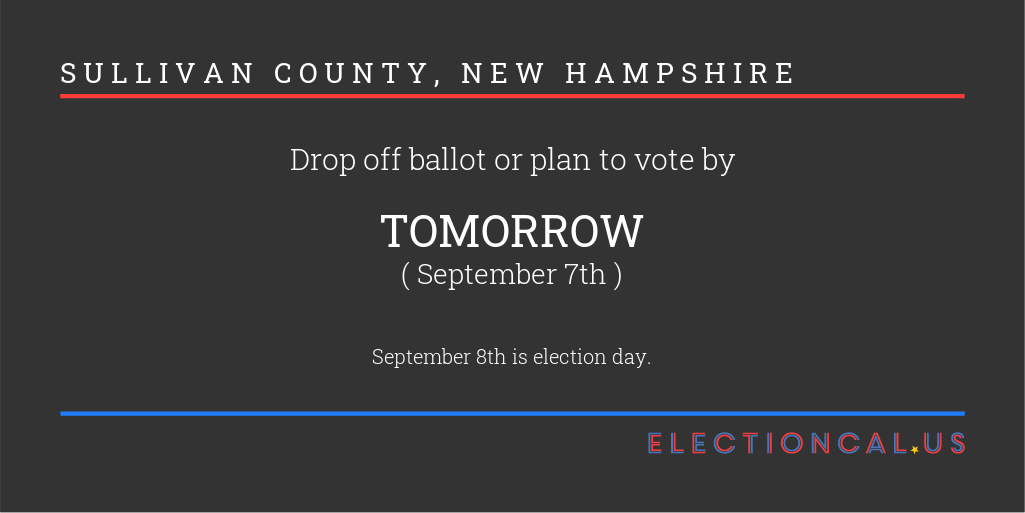 SULLIVAN COUNTY, NEW HAMPSHIRE
Drop off ballot or plan to vote by
TOMORROW
( September 7th )
September 8th is election day.
ELECTIONCAL.US